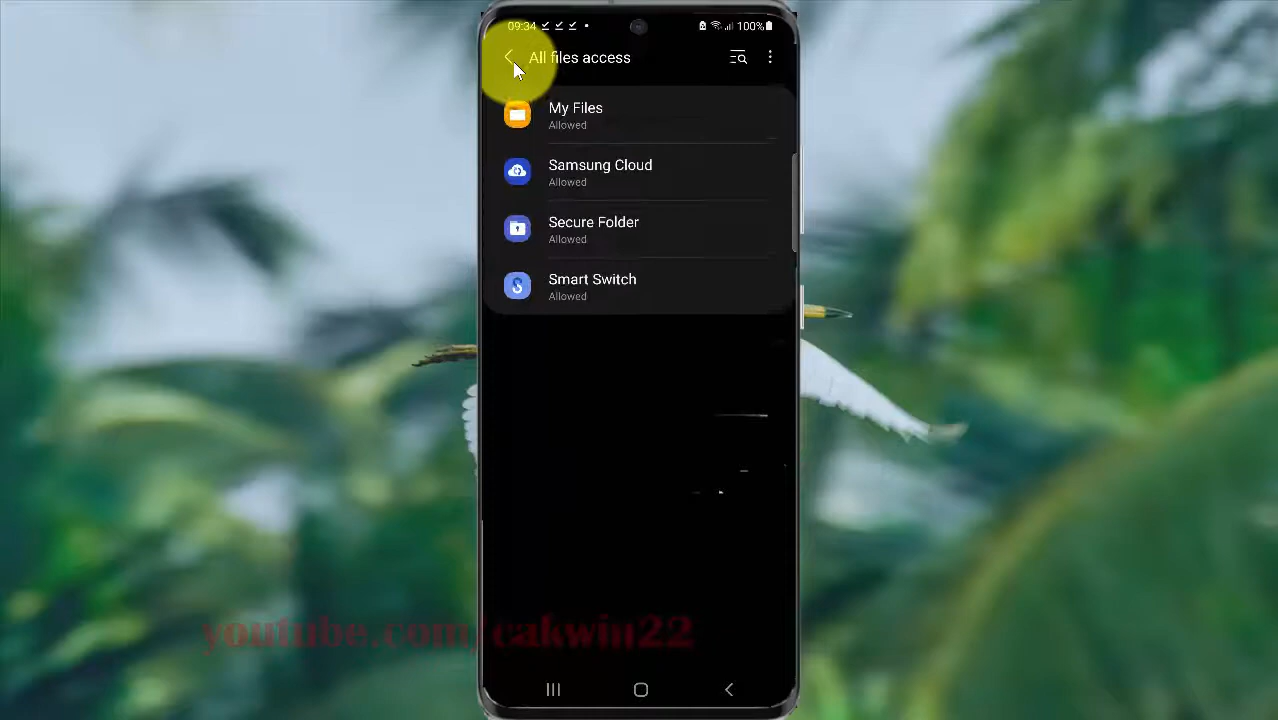 09:34
100%
All files access
My Files
Allowed
Samsung Cloud
Allowed
Secure Folder
Allowed
Smart Switch
Allowed
youtube.com/cakwin22